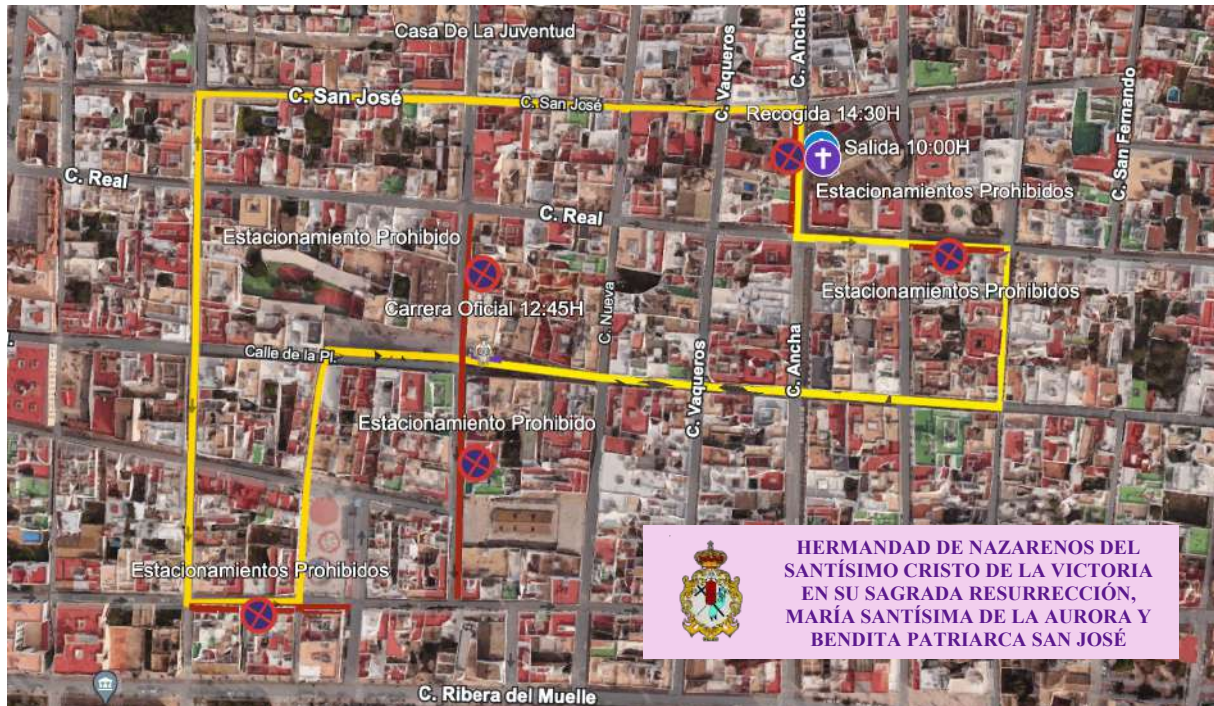 Casa De La Juventud
C. Vaqueros
C. Ancha
C. San José
C. San José
Recogida 14:30H
Salida 10:00H
C. San Fernando
C. Real
Estacionamientos Prohibidos
C. Real
Estacionamiento Prohibido
Estacionamientos Prohibidos
Carrera Oficial 12:45H
C. Nueva
Calle de la Pl.
C. Vaqueros
C. Ancha
Estacionamiento Prohibido
HERMANDAD DE NAZARENOS DEL
SANTÍSIMO CRISTO DE LA VICTORIA
EN SU SAGRADA RESURRECCIÓN,
MARÍA SANTÍSIMA DE LA AURORA Y
BENDITA PATRIARCA SAN JOSÉ
Estacionamientos Prohibidos
C. Ribera del Muelle